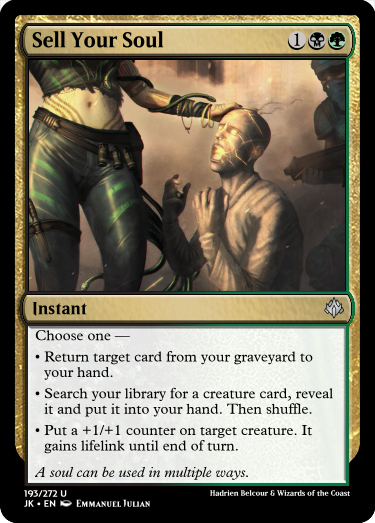 Sell Your Soul 1
Instant
Choose one —
• Return target card from your graveyard to
your hand.
• Search your library for a creature card, reveal
it and put it into your hand. Then shuffle.
• Put a +1/+1 counter on target creature. It
gains lifelink until end of turn.
A soul can be used in multiple ways.
193/272 U
JK • EN Emmanuel Julian
Hadrien Belcour & Wizards of the Coast